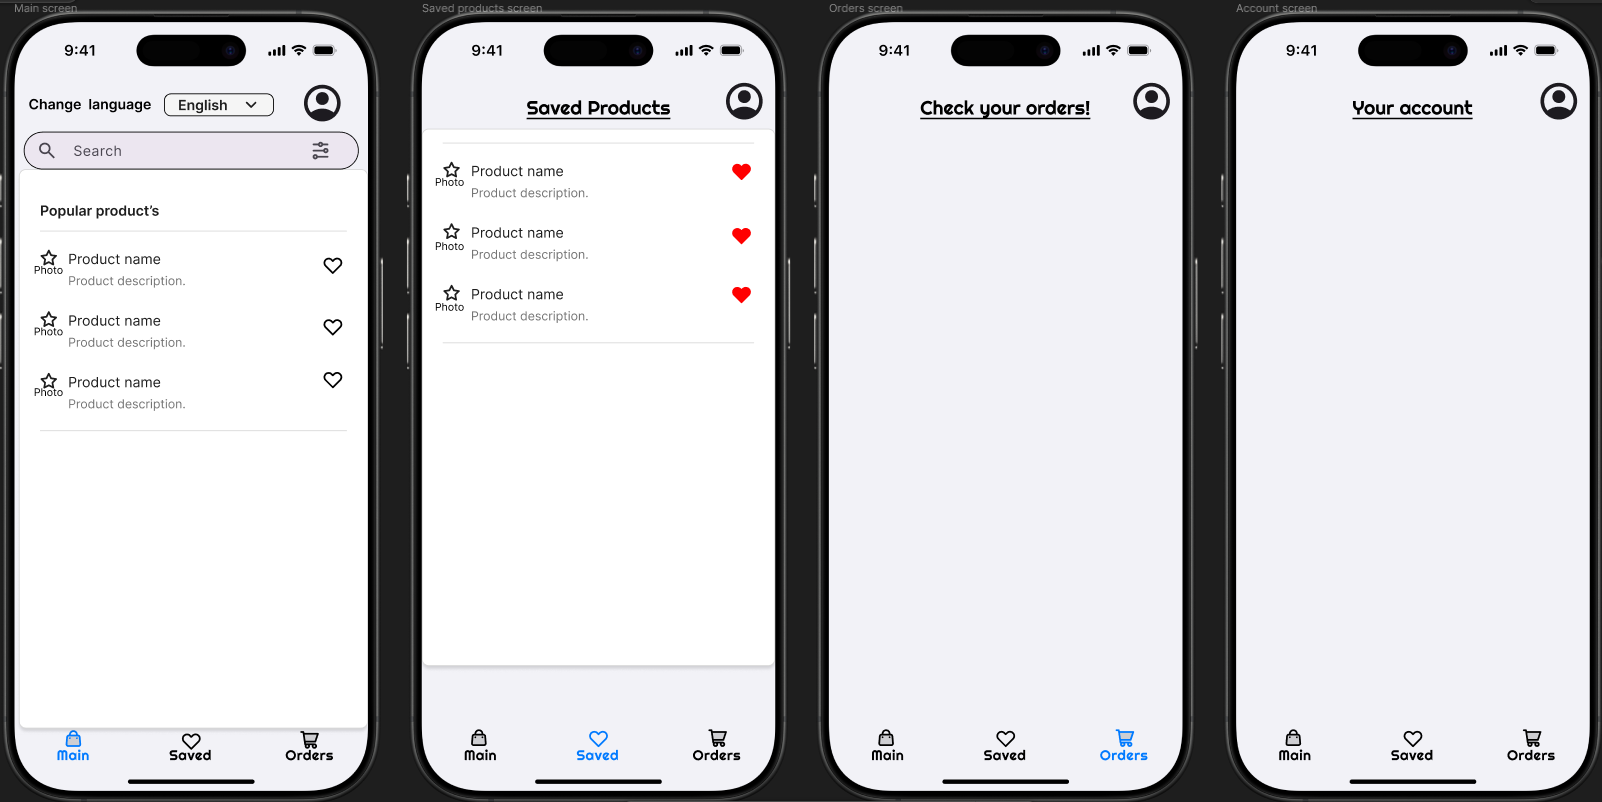 Main screen
9:41
Change language
English
Search
Popular product's
Photo
Product name
Product description.
Photo
Product name
Product description.
Photo
Product name
Product description.
Main
Saved
Orders
Saved products screen
9:41
Saved Products
Photo
Product name
Product description.
Photo
Product name
Product description.
Photo
Product name
Product description.
Main
Saved
Orders
Orders screen
9:41
Check your orders!
Main
Saved
Orders
Account screen
9:41
Your account
Main
Saved
Orders